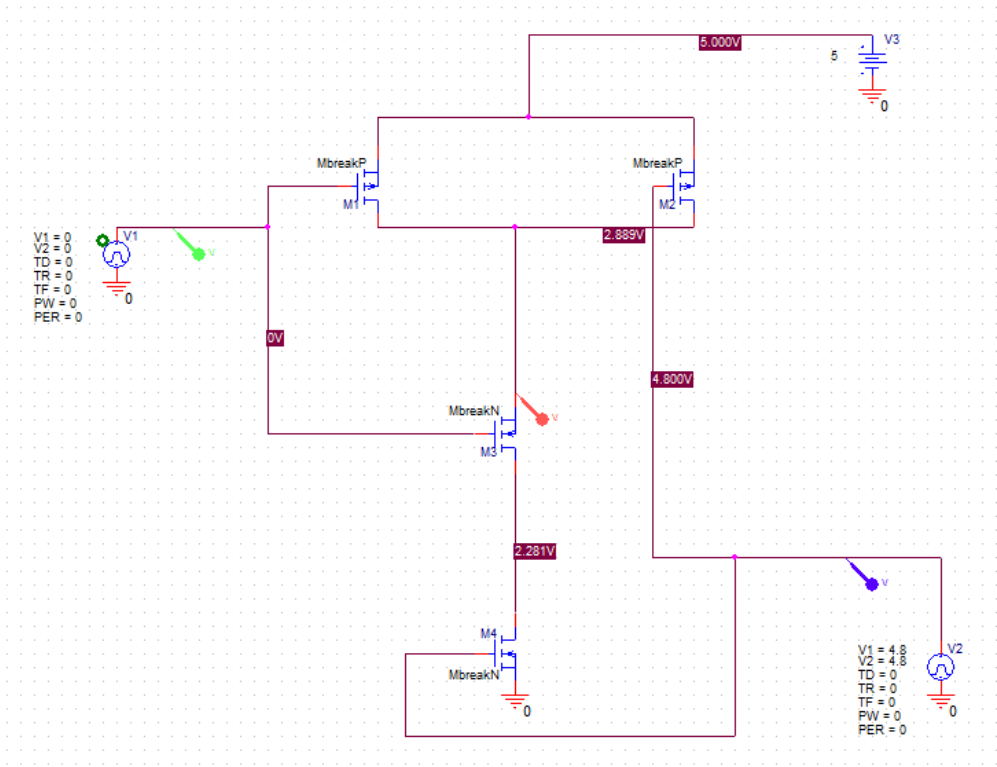 5.000V
V3
5
0
MbreakP
MbreakP
M1
M2
2.889V
V1
V1 = 0
V2 = 0
TD = 0
TR = 0
TF = 0
PW = 0
PER = 0
V
0
0V
4.800V
MbreakN
V
M3
2.281V
V
M4
MbreakN
0
V2
V1 = 4.8
V2 = 4.8
TD = 0
TR = 0
TF = 0
PW = 0
PER = 0
0